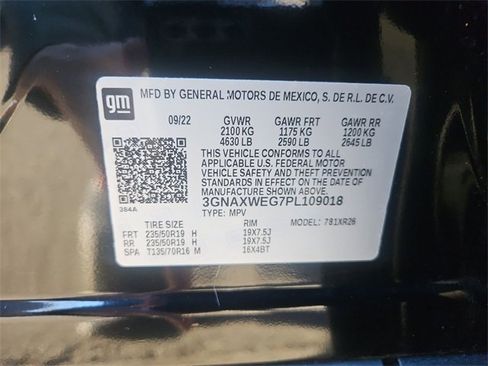 gm MFD BY GENERAL MOTORS DE MEXICO, S. DE R.L. DE C.V.
09/22 GVWR GAWR FRT GAWR RR
2100 KG 1175 KG 1200 KG
4630 LB 2590 LB 2645 LB
THIS VEHICLE CONFORMS TO ALL
APPLICABLE U.S. FEDERAL MOTOR
VEHICLE SAFETY AND THEFT
PREVENTION STANDARDS IN EFFECT ON THE DATE OF
MANUFACTURE SHOWN ABOVE.
3GNAXWEG7PL109018
384A
TYPE: MPV MODEL: 781XR26
TIRE SIZE RIM
FRT 235/50R19 H 19X7.5J
RR 235/50R19 H 19X7.5J
SPA T135/70R16 M 16X4BT